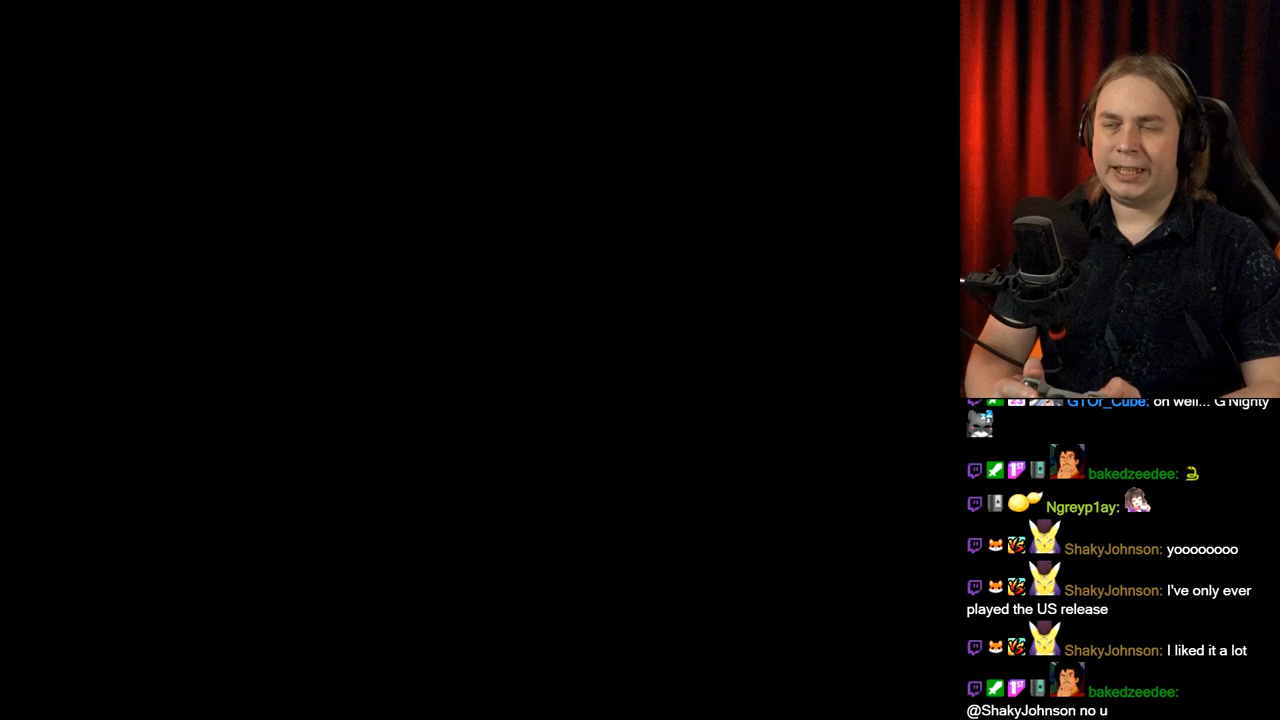 GTOr_Cube: oh well... G'Nighty
bakedzeedee:
Ngreyp1ay:
ShakyJohnson: yoooooooo
ShakyJohnson: I've only ever
played the US release
ShakyJohnson: I liked it a lot
bakedzeedee:
@ShakyJohnson no u